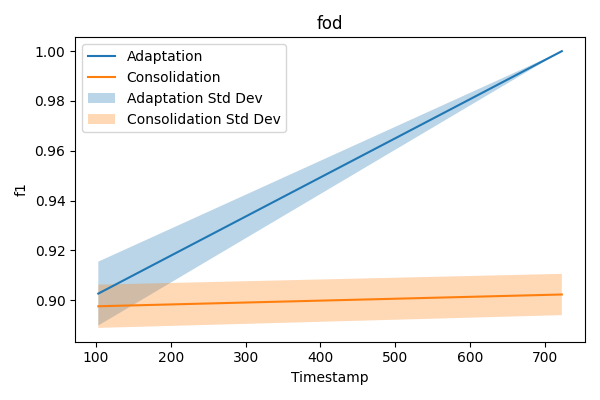 fod
Adaptation
Consolidation
Adaptation Std Dev
Consolidation Std Dev
f1
1.00
0.98
0.96
0.94
0.92
0.90
100 200 300 400 500 600 700
Timestamp